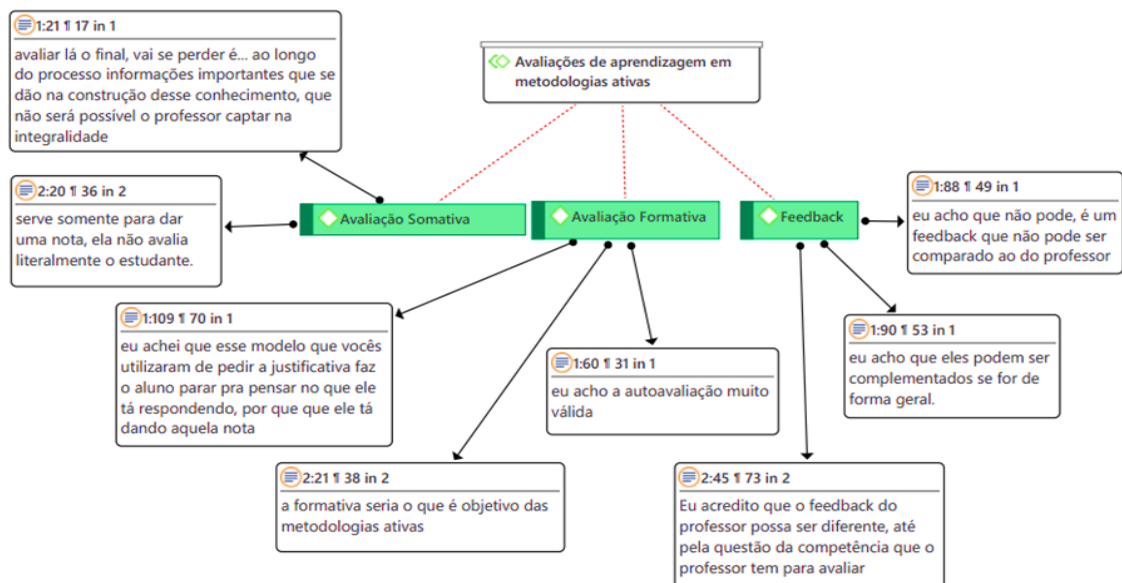 1:21 ¶ 17 in 1
avaliar lá o final, vai se perder é... ao longo
do processo informações importantes que se
dão na construção desse conhecimento, que
não será possível o professor captar na
integralidade
Avaliações de aprendizagem em
metodologias ativas
2:20 ¶ 36 in 2
serve somente para dar
uma nota, ela não avalia
literalmente o estudante.
Avaliação Somativa
Avaliação Formativa
Feedback
1:88 ¶ 49 in 1
eu acho que não pode, é um
feedback que não pode ser
comparado ao do professor
1:109 ¶ 70 in 1
eu achei que esse modelo que vocês
utilizaram de pedir a justificativa faz
o aluno parar pra pensar no que ele
tá respondendo, por que que ele tá
dando aquela nota
1:60 ¶ 31 in 1
eu acho a autoavaliação muito
válida
1:90 ¶ 53 in 1
eu acho que eles podem ser
complementados se for de
forma geral.
2:21 ¶ 38 in 2
a formativa seria o que é objetivo das
metodologias ativas
2:45 ¶ 73 in 2
Eu acredito que o feedback do
professor possa ser diferente, até
pela questão da competência que o
professor tem para avaliar